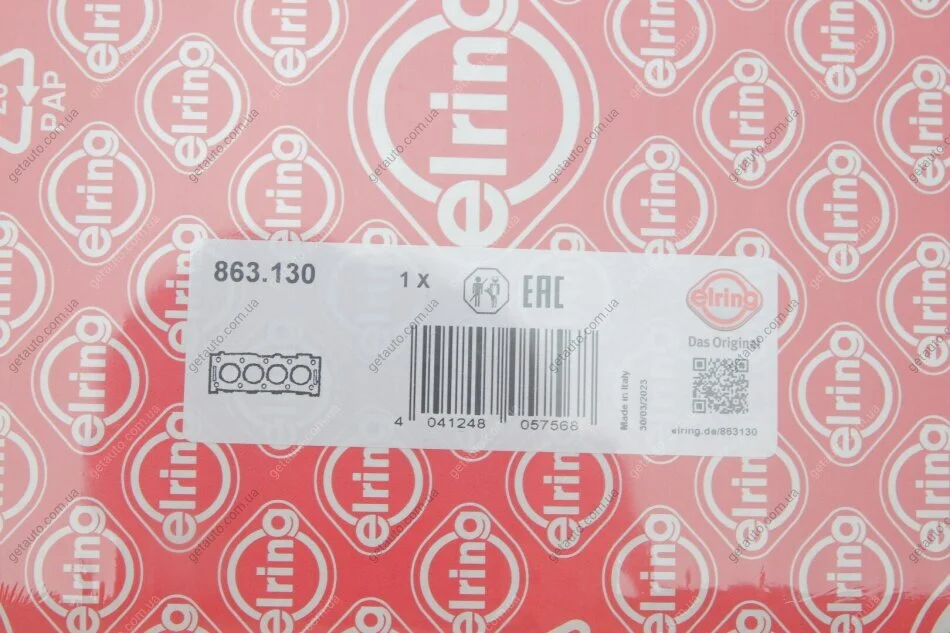 20
PAP
elring
863.130
1 X
EAC
elring
Das Original
4 041248 057568
Made in Italy
30/03/2023
elring.de/863130
getauto.com.ua